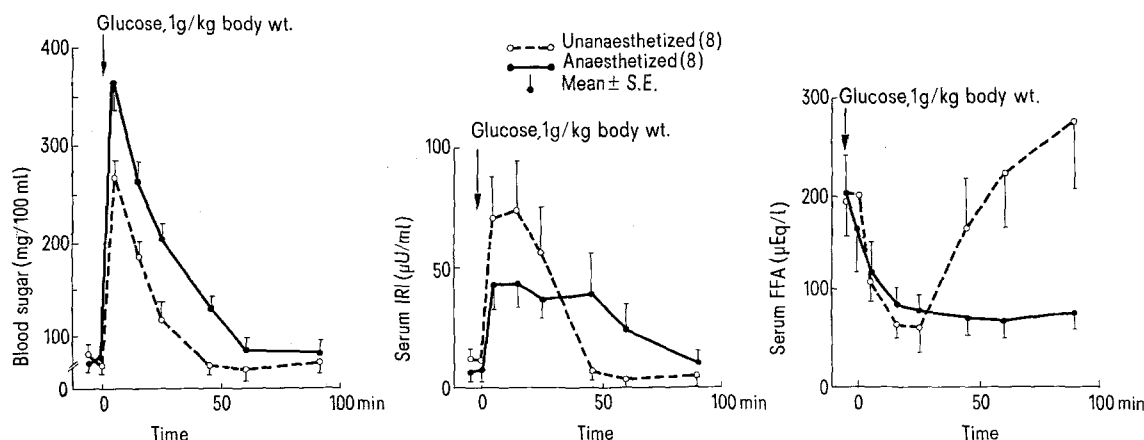 Glucose, 1g/kg body wt.
400
300
200
100
0
Blood sugar (mg/100 ml)
0 50 100 min
Time
Unanaesthetized (8)
Anaesthetized (8)
Mean ± S.E.
Glucose, 1g/kg body wt.
100
50
0
Serum IRI (µU/ml)
0 50 100 min
Time
Glucose, 1g/kg body wt.
300
200
100
0
Serum FFA (µEq/l)
0 50 100 min
Time